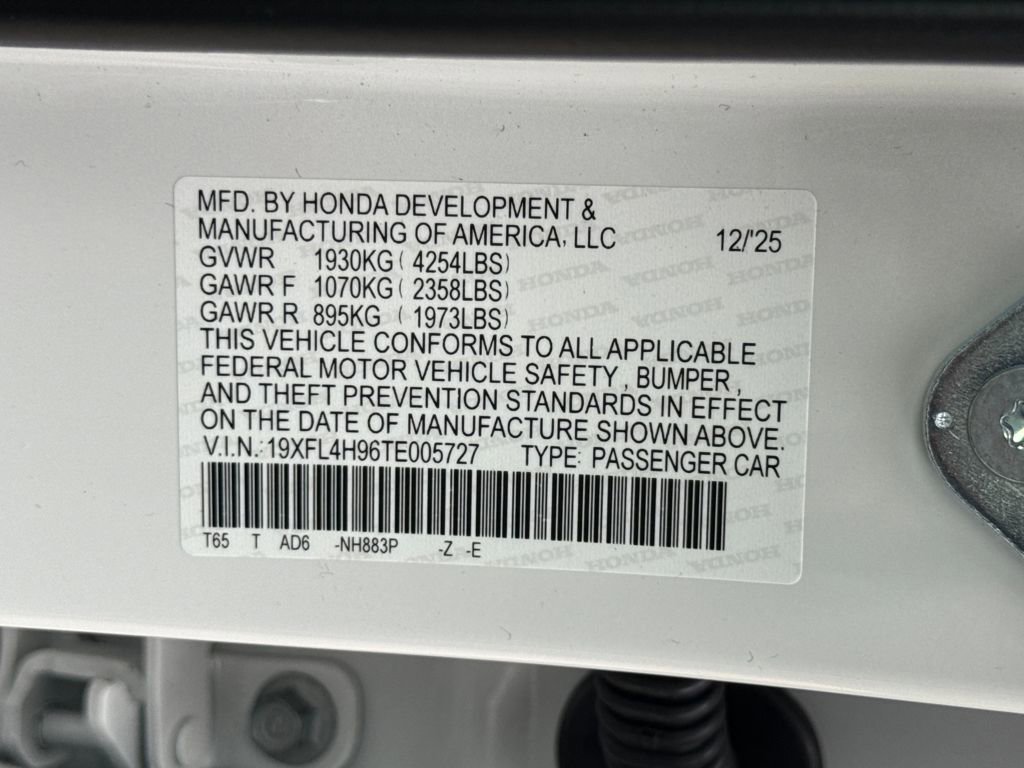 MFD. BY HONDA DEVELOPMENT &
MANUFACTURING OF AMERICA, LLC 12/'25
GVWR 1930KG ( 4254LBS)
GAWR F 1070KG ( 2358LBS)
GAWR R 895KG ( 1973LBS)
THIS VEHICLE CONFORMS TO ALL APPLICABLE
FEDERAL MOTOR VEHICLE SAFETY , BUMPER ,
AND THEFT PREVENTION STANDARDS IN EFFECT
ON THE DATE OF MANUFACTURE SHOWN ABOVE.
V.I.N.: 19XFL4H96TE005727 TYPE: PASSENGER CAR
T65 T AD6 -NH883P -Z -E